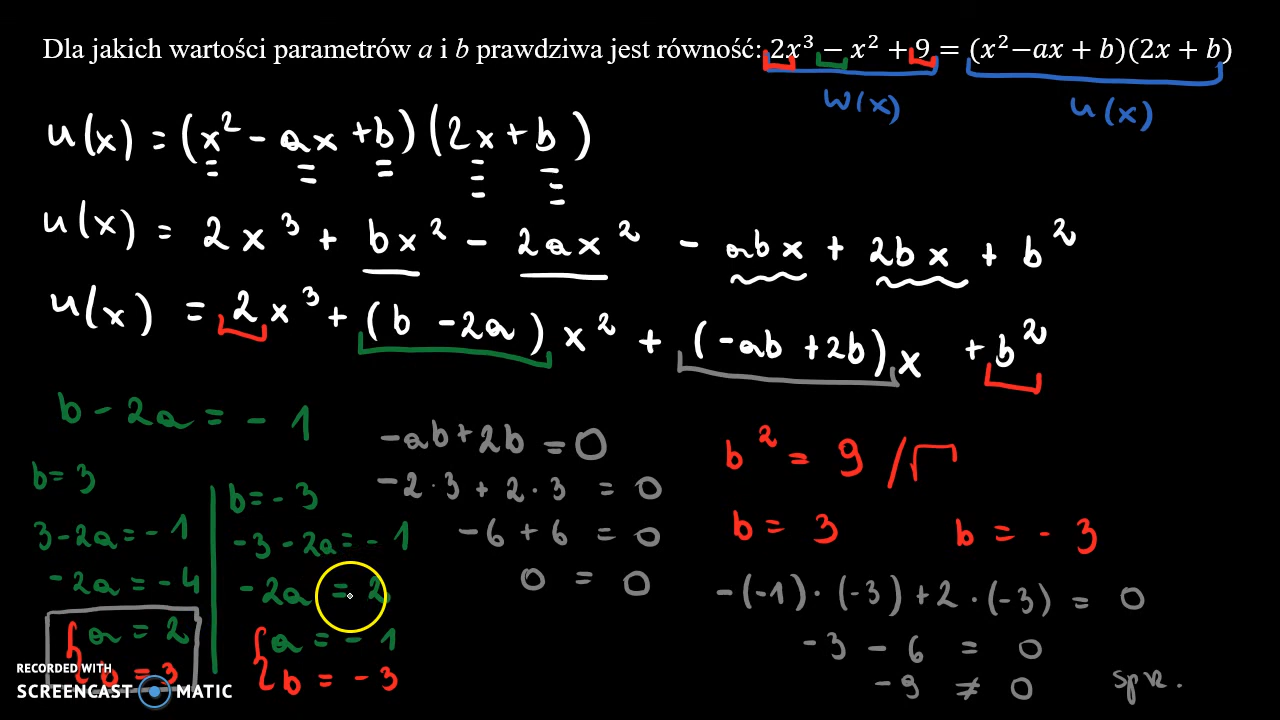 Dla jakich wartości parametrów a i b prawdziwa jest równość: 2x³ − x² + 9 = (x²−ax + b)(2x + b)
W(x) u(x)
u(x) = (x² - ax + b)(2x + b)
u(x) = 2x³ + bx² - 2ax² - abx + 2bx + b²
u(x) = 2x³ + (b - 2a)x² + (-ab + 2b)x + b²
b - 2a = -1
b = 3
3 - 2a = -1
-2a = -4
a = 2
b = 3
b = -3
-3 - 2a = -1
-2a = 2
a = -1
b = -3
-ab + 2b = 0
-2·3 + 2·3 = 0
-6 + 6 = 0
0 = 0
b² = 9 /√
b = 3 b = -3
-(-1)·(-3) + 2·(-3) = 0
-3 - 6 = 0
-9 ≠ 0 sprz.
RECORDED WITH
SCREENCAST MATIC